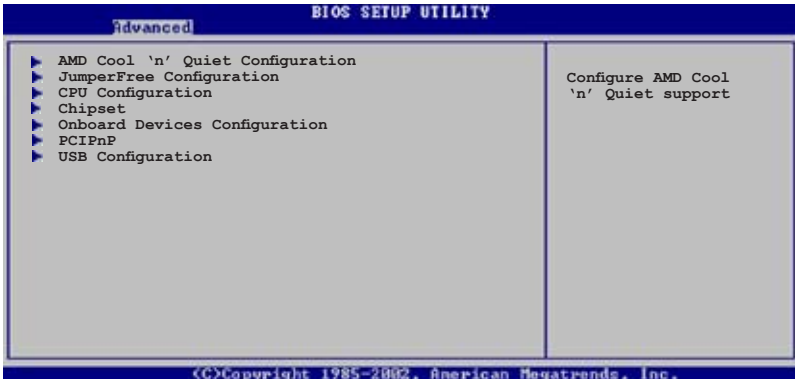 BIOS SETUP UTILITY
Advanced
AMD Cool ‘n’ Quiet Configuration
JumperFree Configuration
CPU Configuration
Chipset
Onboard Devices Configuration
PCIPnP
USB Configuration
Configure AMD Cool
‘n’ Quiet support
(C)Copyright 1985-2002, American Megatrends, Inc.